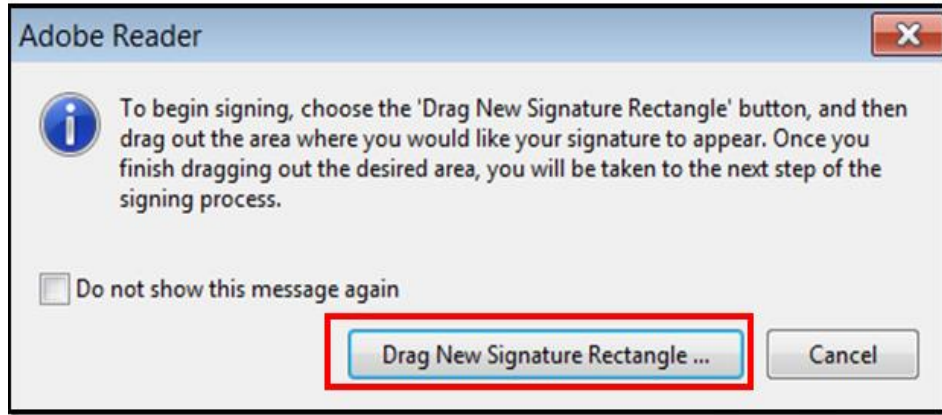 Adobe Reader
To begin signing, choose the 'Drag New Signature Rectangle' button, and then
drag out the area where you would like your signature to appear. Once you
finish dragging out the desired area, you will be taken to the next step of the
signing process.
Do not show this message again
Drag New Signature Rectangle ...
Cancel